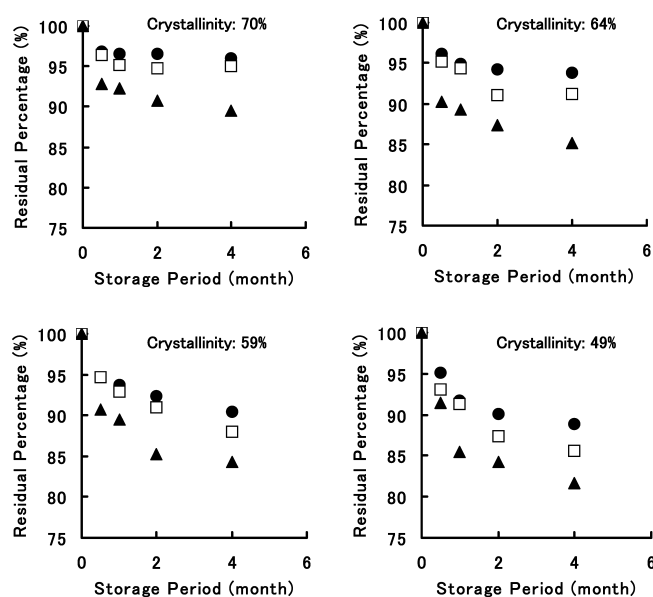 Crystallinity: 70%
Residual Percentage (%)
100
95
90
85
80
75
0 2 4 6
Storage Period (month)
Crystallinity: 64%
Residual Percentage (%)
100
95
90
85
80
75
0 2 4 6
Storage Period (month)
Crystallinity: 59%
Residual Percentage (%)
100
95
90
85
80
75
0 2 4 6
Storage Period (month)
Crystallinity: 49%
Residual Percentage (%)
100
95
90
85
80
75
0 2 4 6
Storage Period (month)